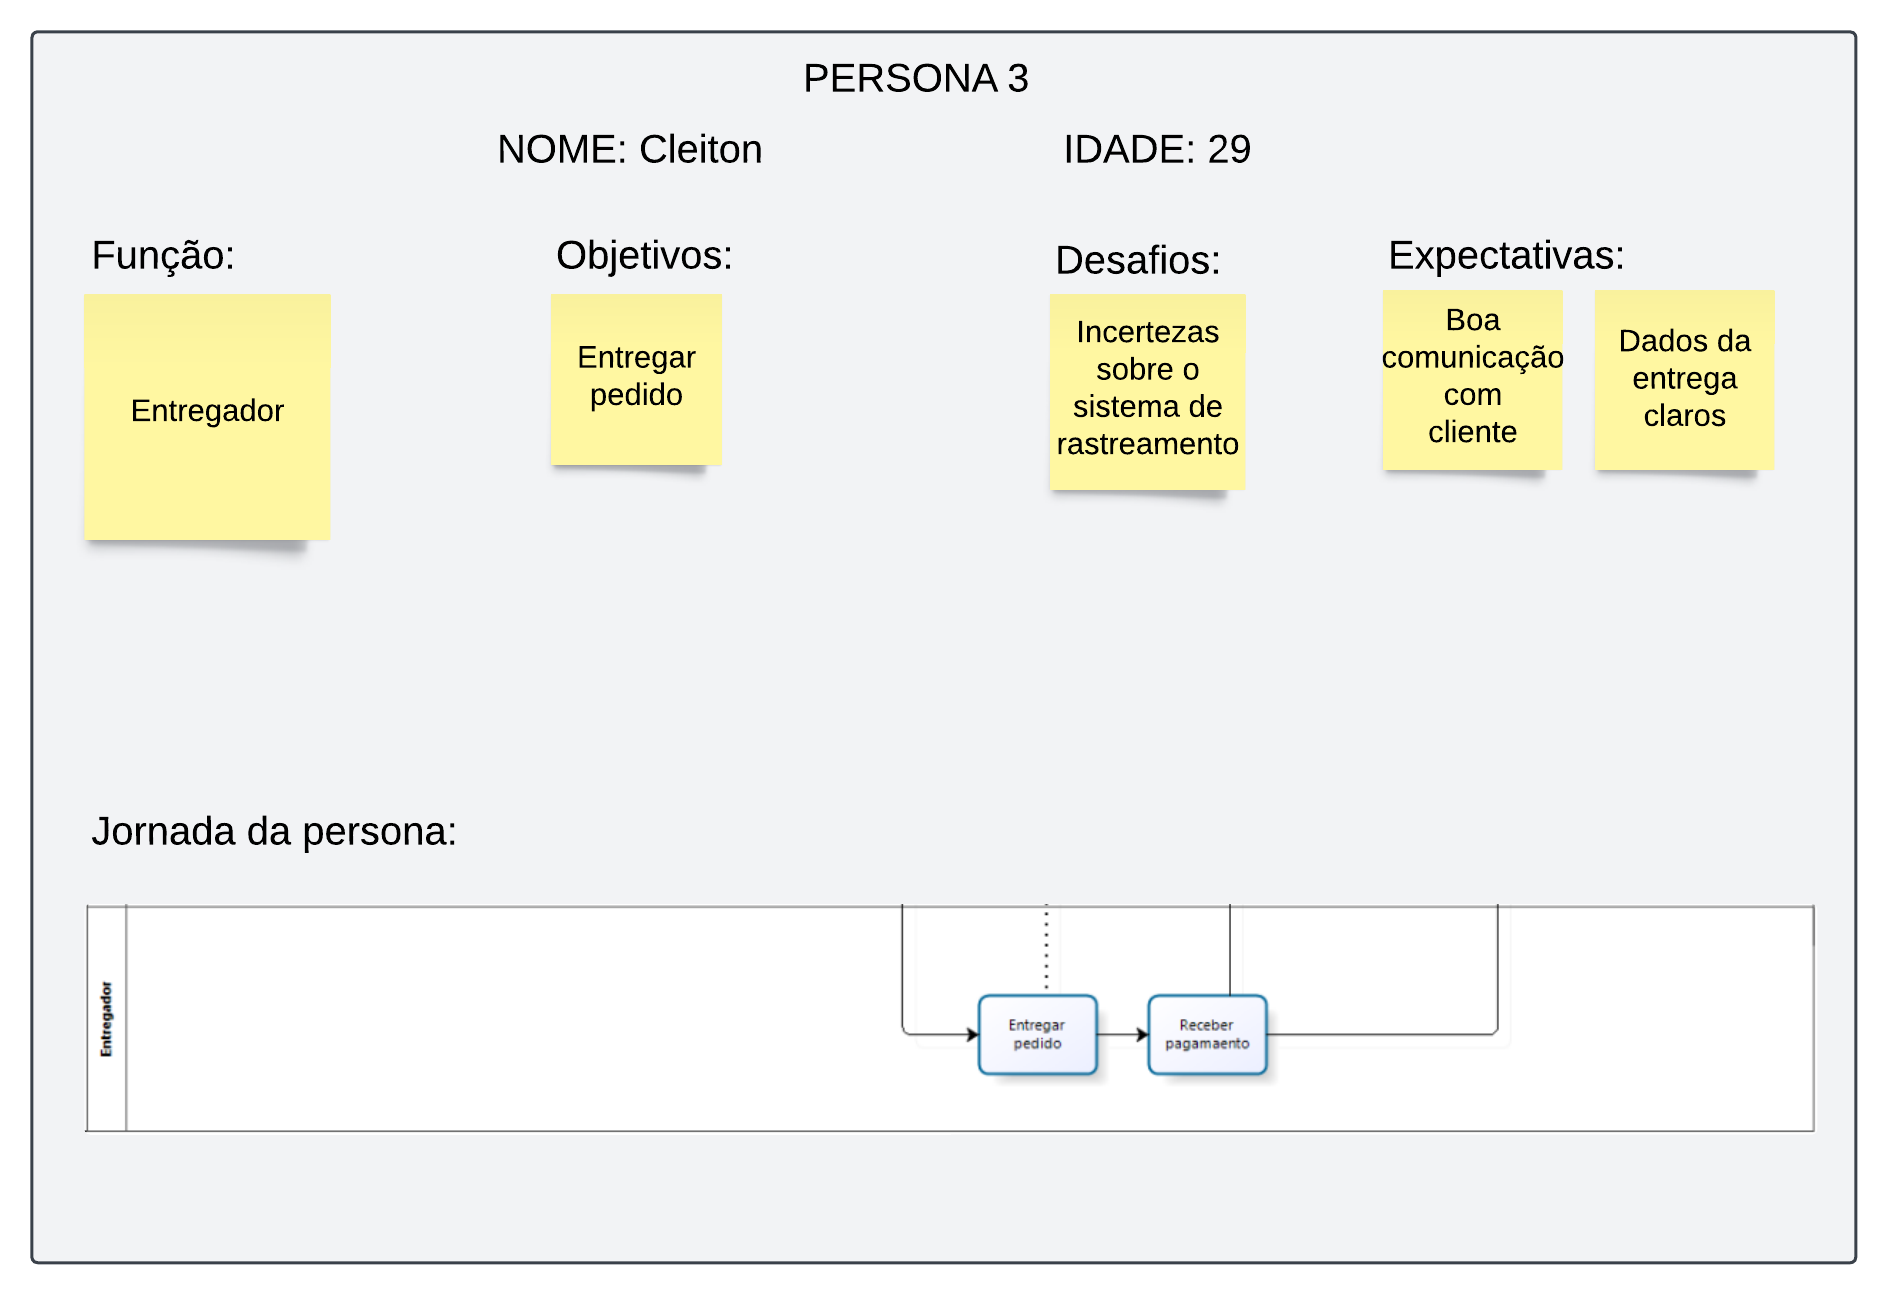 PERSONA 3
NOME: Cleiton
IDADE: 29
Função:
Objetivos:
Desafios:
Expectativas:
Entregador
Entregar
pedido
Incertezas
sobre o
sistema de
rastreamento
Boa
comunicação
com
cliente
Dados da
entrega
claros
Jornada da persona:
Entregador
Entregar
pedido
Receber
pagamaento